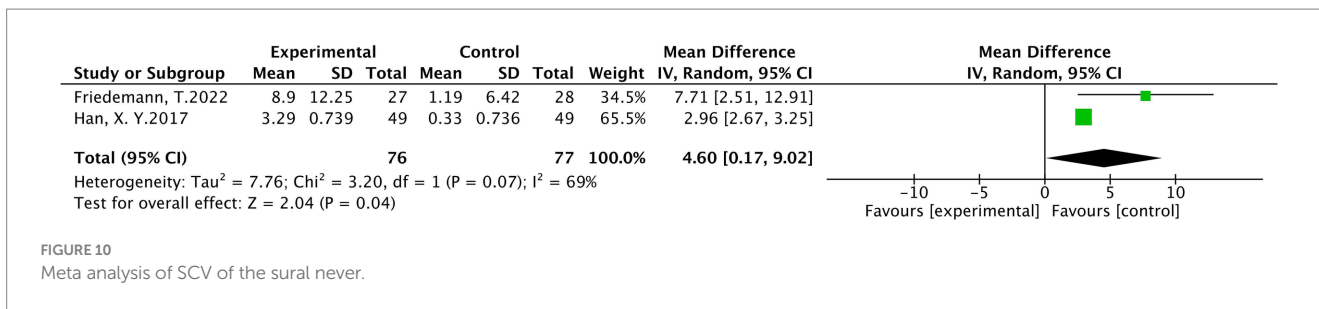 Experimental Control Mean Difference Mean Difference
Study or Subgroup Mean SD Total Mean SD Total Weight IV, Random, 95% CI IV, Random, 95% CI
Friedemann, T.2022 8.9 12.25 27 1.19 6.42 28 34.5% 7.71 [2.51, 12.91]
Han, X. Y.2017 3.29 0.739 49 0.33 0.736 49 65.5% 2.96 [2.67, 3.25]
Total (95% CI) 76 77 100.0% 4.60 [0.17, 9.02]
Heterogeneity: Tau² = 7.76; Chi² = 3.20, df = 1 (P = 0.07); I² = 69%
Test for overall effect: Z = 2.04 (P = 0.04)
-10 -5 0 5 10
Favours [experimental] Favours [control]
FIGURE 10
Meta analysis of SCV of the sural never.